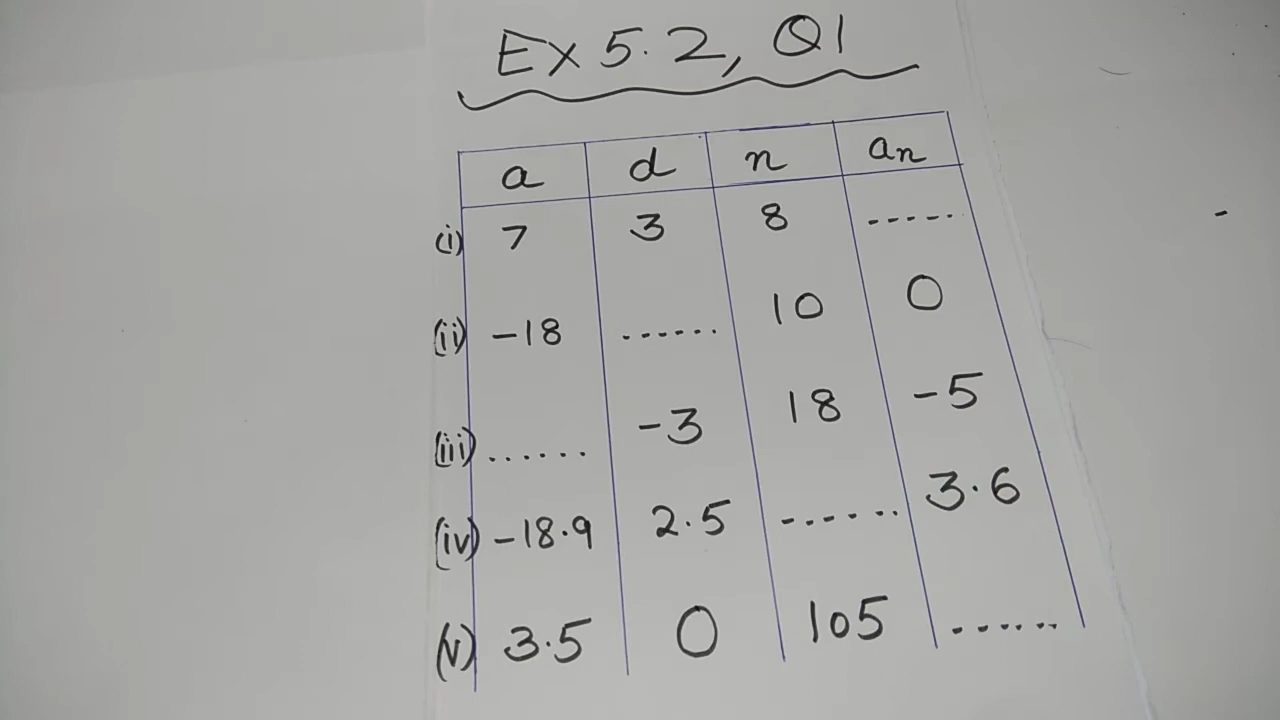 Ex 5.2, Q1
a d n an
(i) 7 3 8 ------
(ii) -18 ------ 10 0
(iii) ...... -3 18 -5
(iv) -18.9 2.5 ------ 3.6
(v) 3.5 0 105 ------